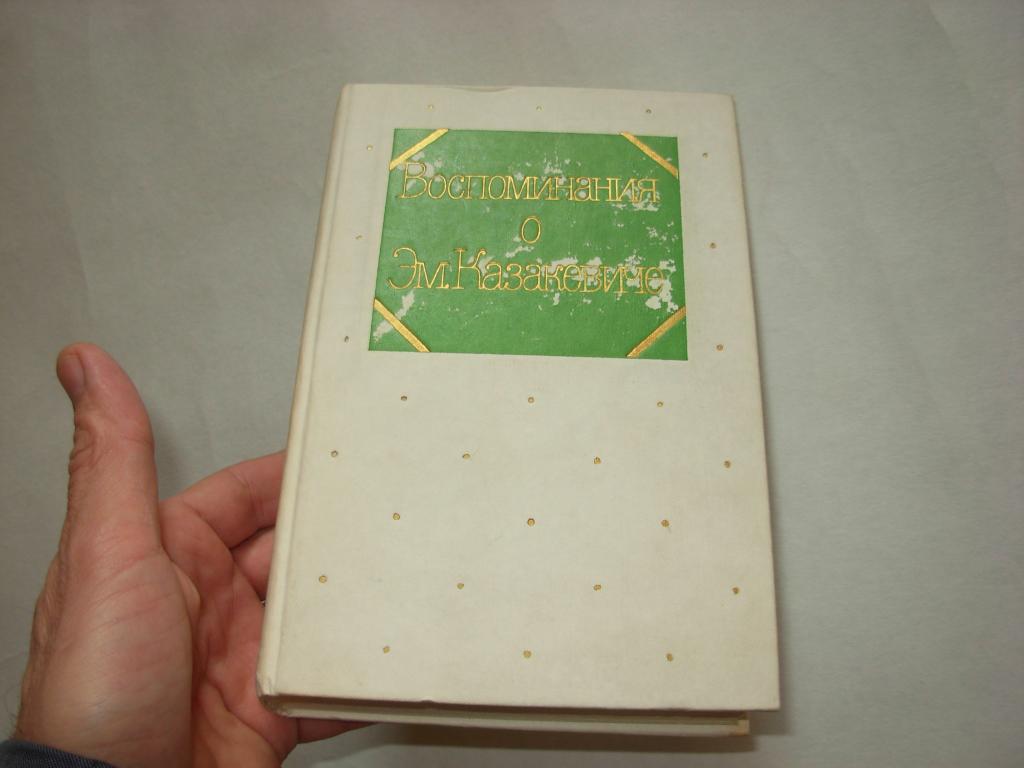 Воспоминания
о
Эм.Казакевиче